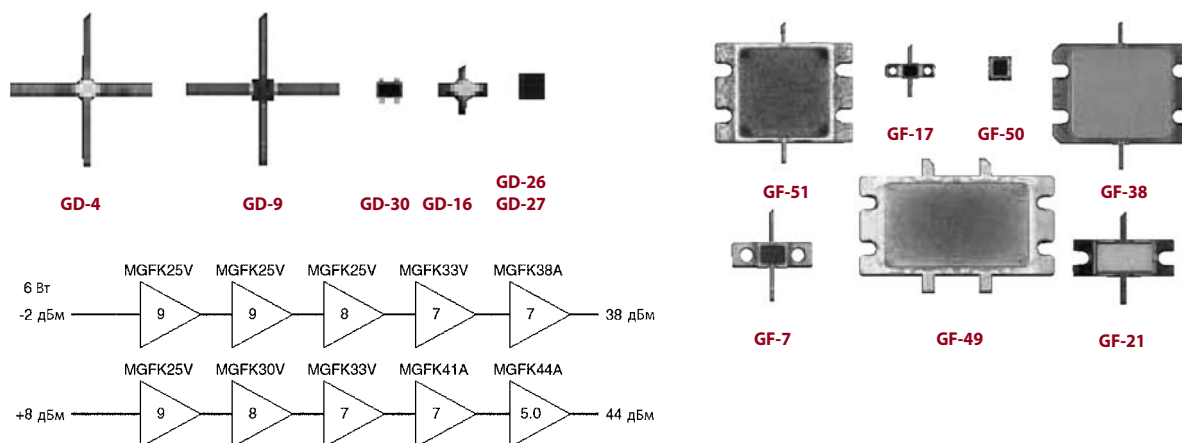 GD-4
GD-9
GD-30
GD-16
GD-26
GD-27
GF-51
GF-17
GF-50
GF-38
GF-7
GF-49
GF-21
MGFK25V MGFK25V MGFK25V MGFK33V MGFK38A
6 Вт
-2 дБм 9 9 8 7 7 38 дБм
MGFK25V MGFK30V MGFK33V MGFK41A MGFK44A
+8 дБм 9 8 7 7 5.0 44 дБм